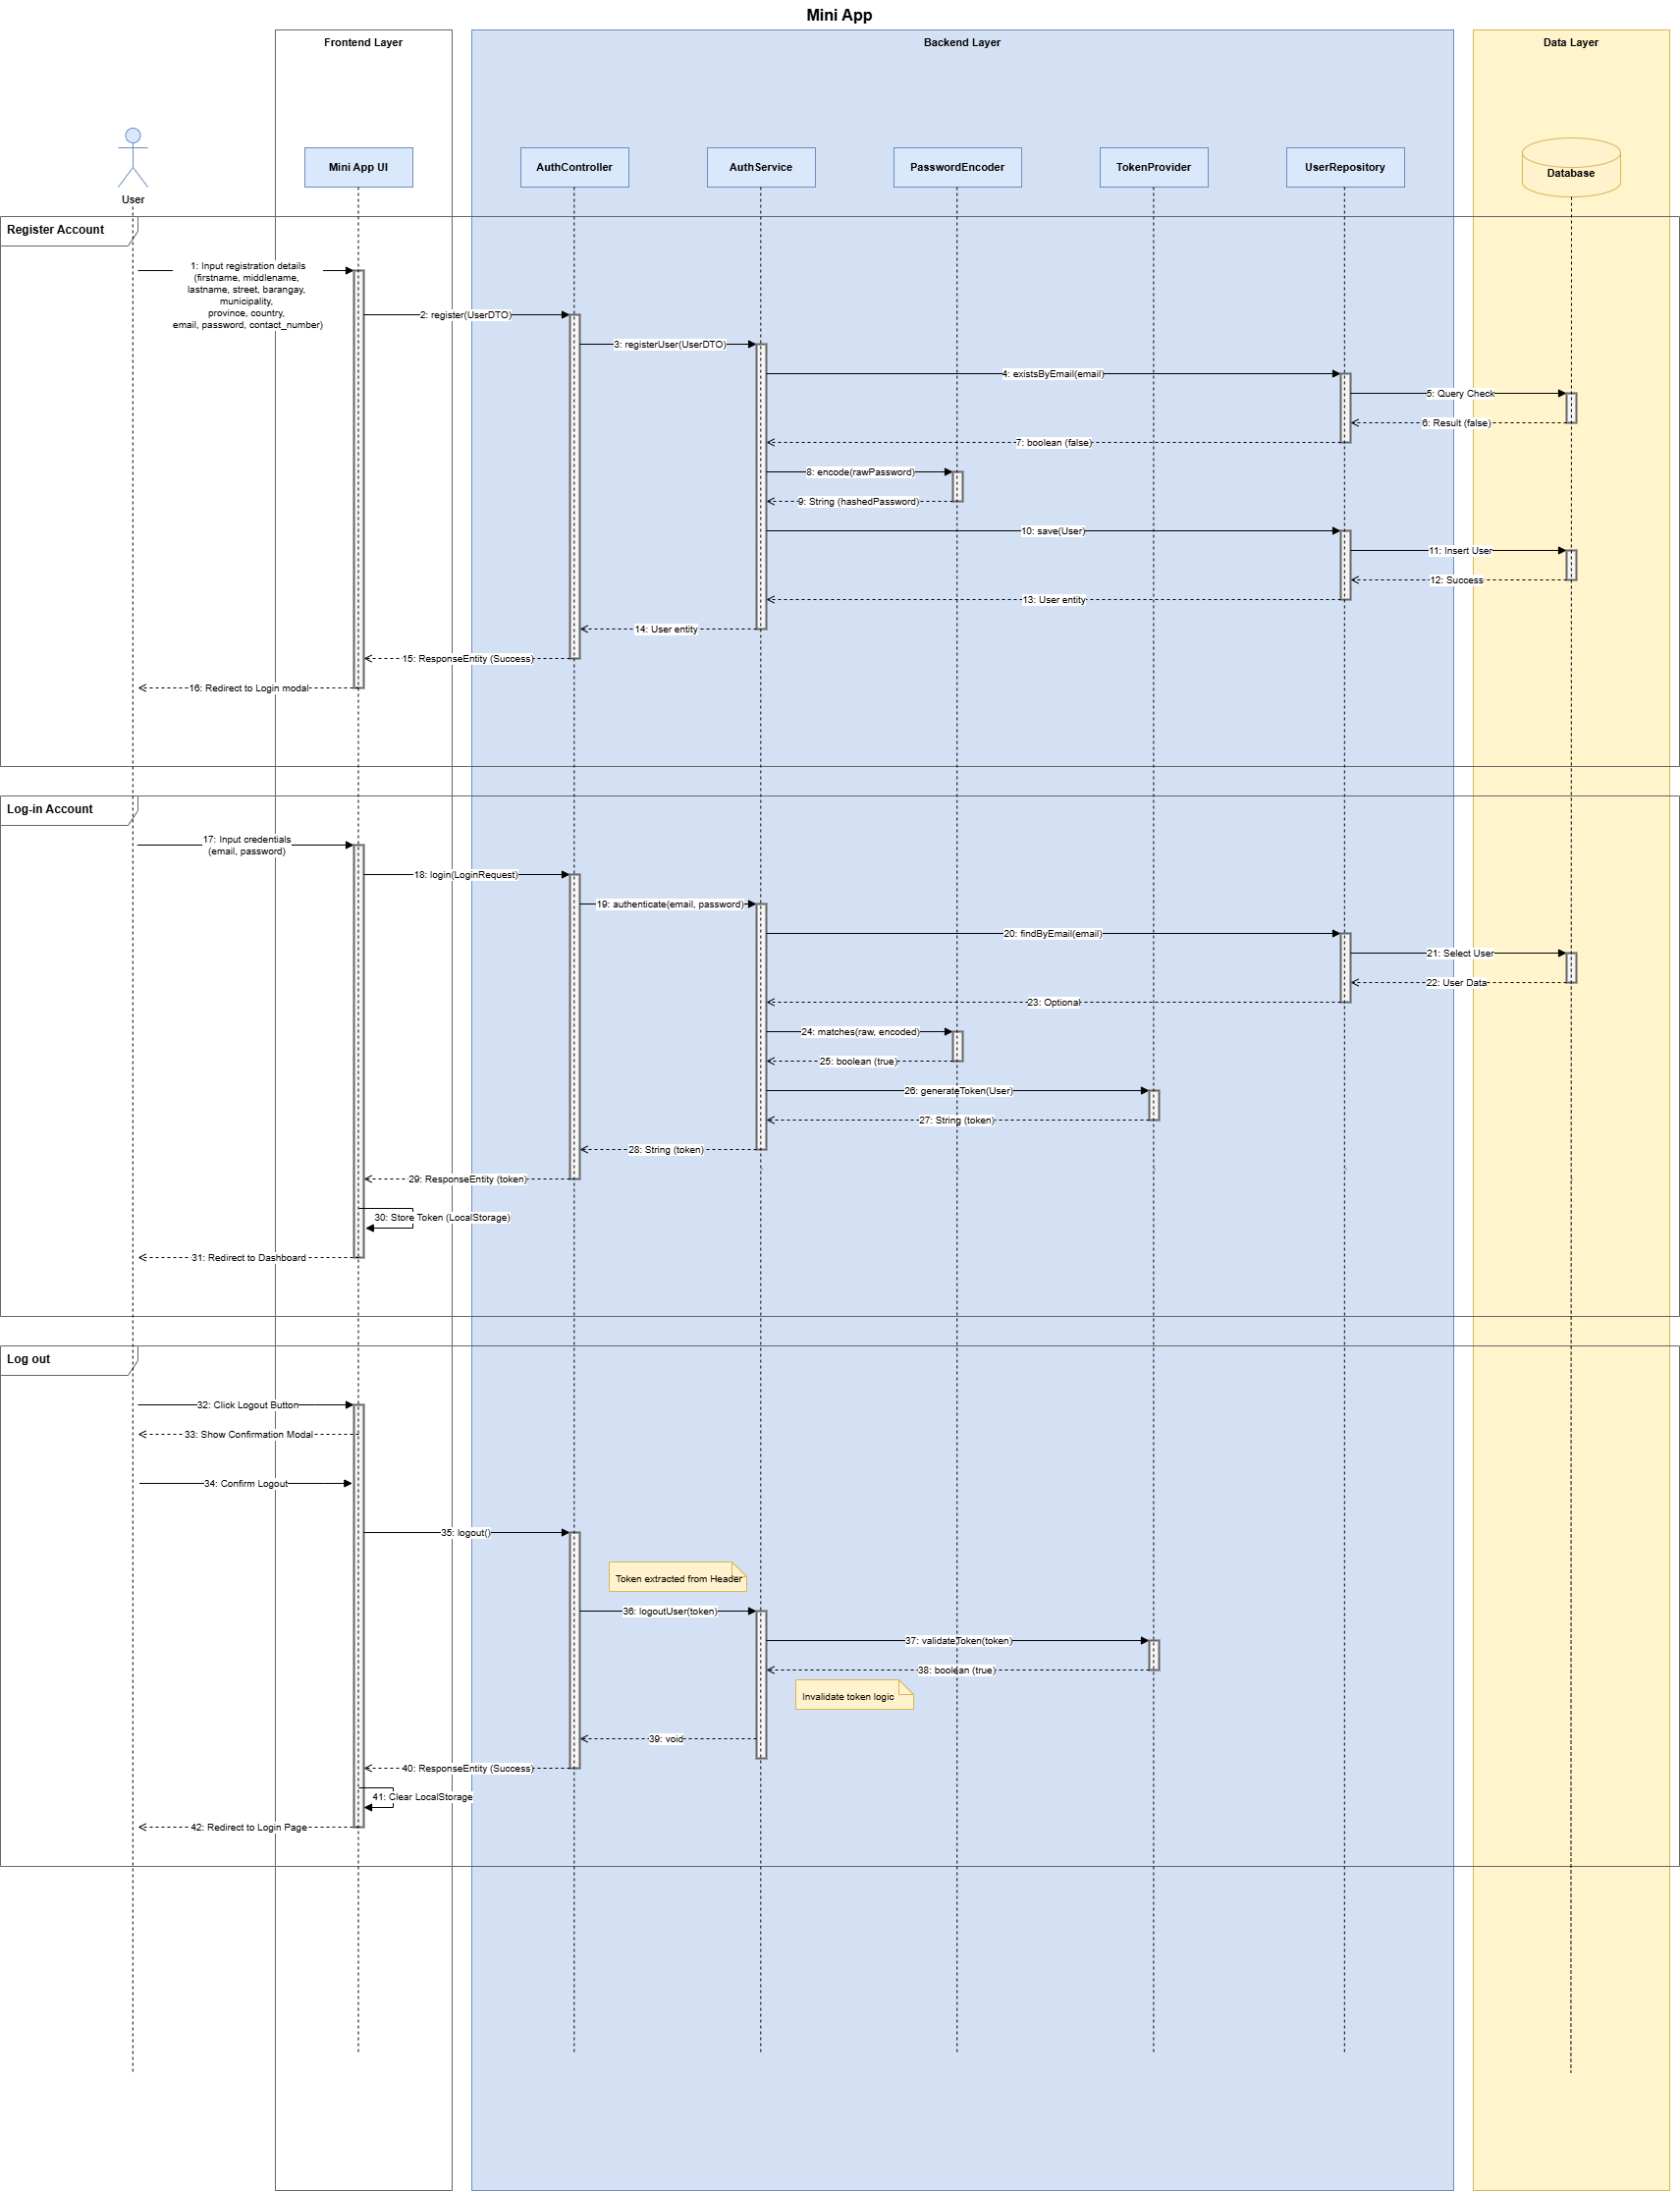 Mini App
Frontend Layer
Backend Layer
Data Layer
User
Mini App UI
AuthController
AuthService
PasswordEncoder
TokenProvider
UserRepository
Database
Register Account
1: Input registration details
(firstname, middlename,
lastname, street, barangay,
municipality,
province, country,
email, password, contact_number)
2: register(UserDTO)
3: registerUser(UserDTO)
4: existsByEmail(email)
5: Query Check
6: Result (false)
7: boolean (false)
8: encode(rawPassword)
9: String (hashedPassword)
10: save(User)
11: Insert User
12: Success
13: User entity
14: User entity
15: ResponseEntity (Success)
16: Redirect to Login modal
Log-in Account
17: Input credentials
(email, password)
18: login(LoginRequest)
19: authenticate(email, password)
20: findByEmail(email)
21: Select User
22: User Data
23: Optional
24: matches(raw, encoded)
25: boolean (true)
26: generateToken(User)
27: String (token)
28: String (token)
29: ResponseEntity (token)
30: Store Token (LocalStorage)
31: Redirect to Dashboard
Log out
32: Click Logout Button
33: Show Confirmation Modal
34: Confirm Logout
35: logout()
Token extracted from Header
36: logoutUser(token)
37: validateToken(token)
38: boolean (true)
Invalidate token logic
39: void
40: ResponseEntity (Success)
41: Clear LocalStorage
42: Redirect to Login Page